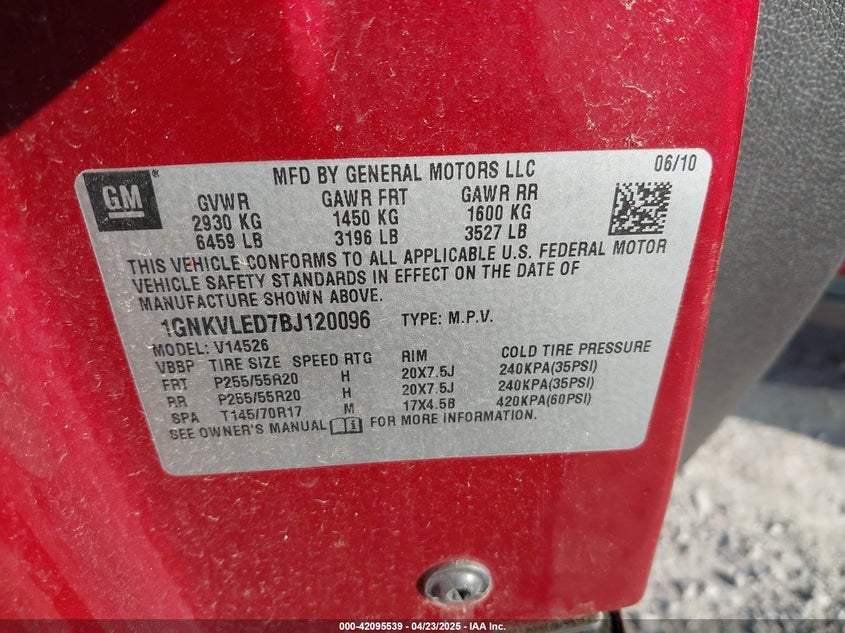 MFD BY GENERAL MOTORS LLC 06/10
GM
GVWR GAWR FRT GAWR RR
2930 KG 1450 KG 1600 KG
6459 LB 3196 LB 3527 LB
THIS VEHICLE CONFORMS TO ALL APPLICABLE U.S. FEDERAL MOTOR
VEHICLE SAFETY STANDARDS IN EFFECT ON THE DATE OF
MANUFACTURE SHOWN ABOVE.
1GNKVLED7BJ120096 TYPE: M.P.V.
MODEL: V14526
VBBP TIRE SIZE SPEED RTG RIM COLD TIRE PRESSURE
FRT P255/55R20 H 20X7.5J 240KPA(35PSI)
RR P255/55R20 H 20X7.5J 240KPA(35PSI)
SPA T145/70R17 M 17X4.5B 420KPA(60PSI)
SEE OWNER'S MANUAL FOR MORE INFORMATION.
000-42095539 - 04/23/2025 - IAA Inc.